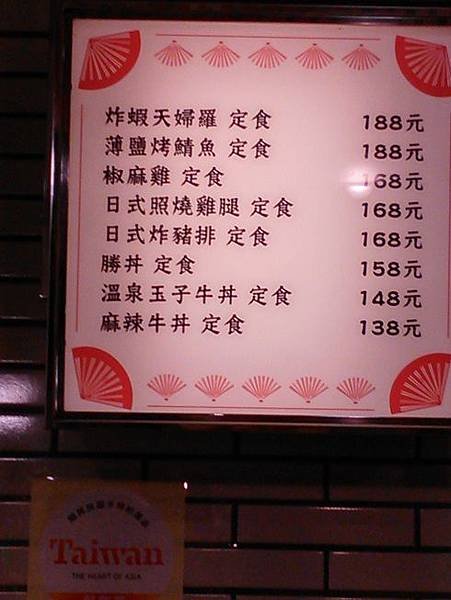 炸蝦天婦羅 定食 188元
薄鹽烤鯖魚 定食 188元
椒麻雞 定食 168元
日式照燒雞腿 定食 168元
日式炸豬排 定食 168元
勝丼 定食 158元
溫泉玉子牛丼 定食 148元
麻辣牛丼 定食 138元
Taiwan
THE HEART OF ASIA